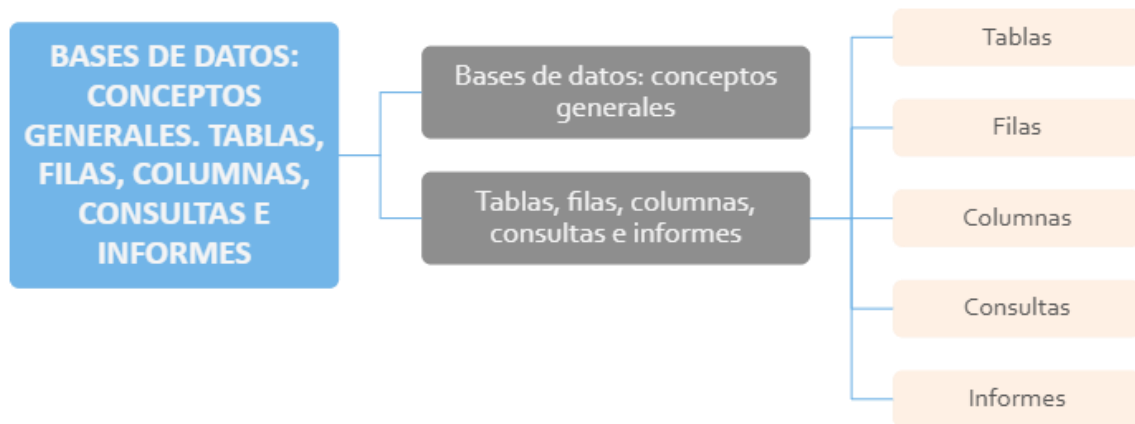 BASES DE DATOS:
CONCEPTOS
GENERALES. TABLAS,
FILAS, COLUMNAS,
CONSULTAS E
INFORMES
Bases de datos: conceptos
generales
Tablas, filas, columnas,
consultas e informes
Tablas
Filas
Columnas
Consultas
Informes